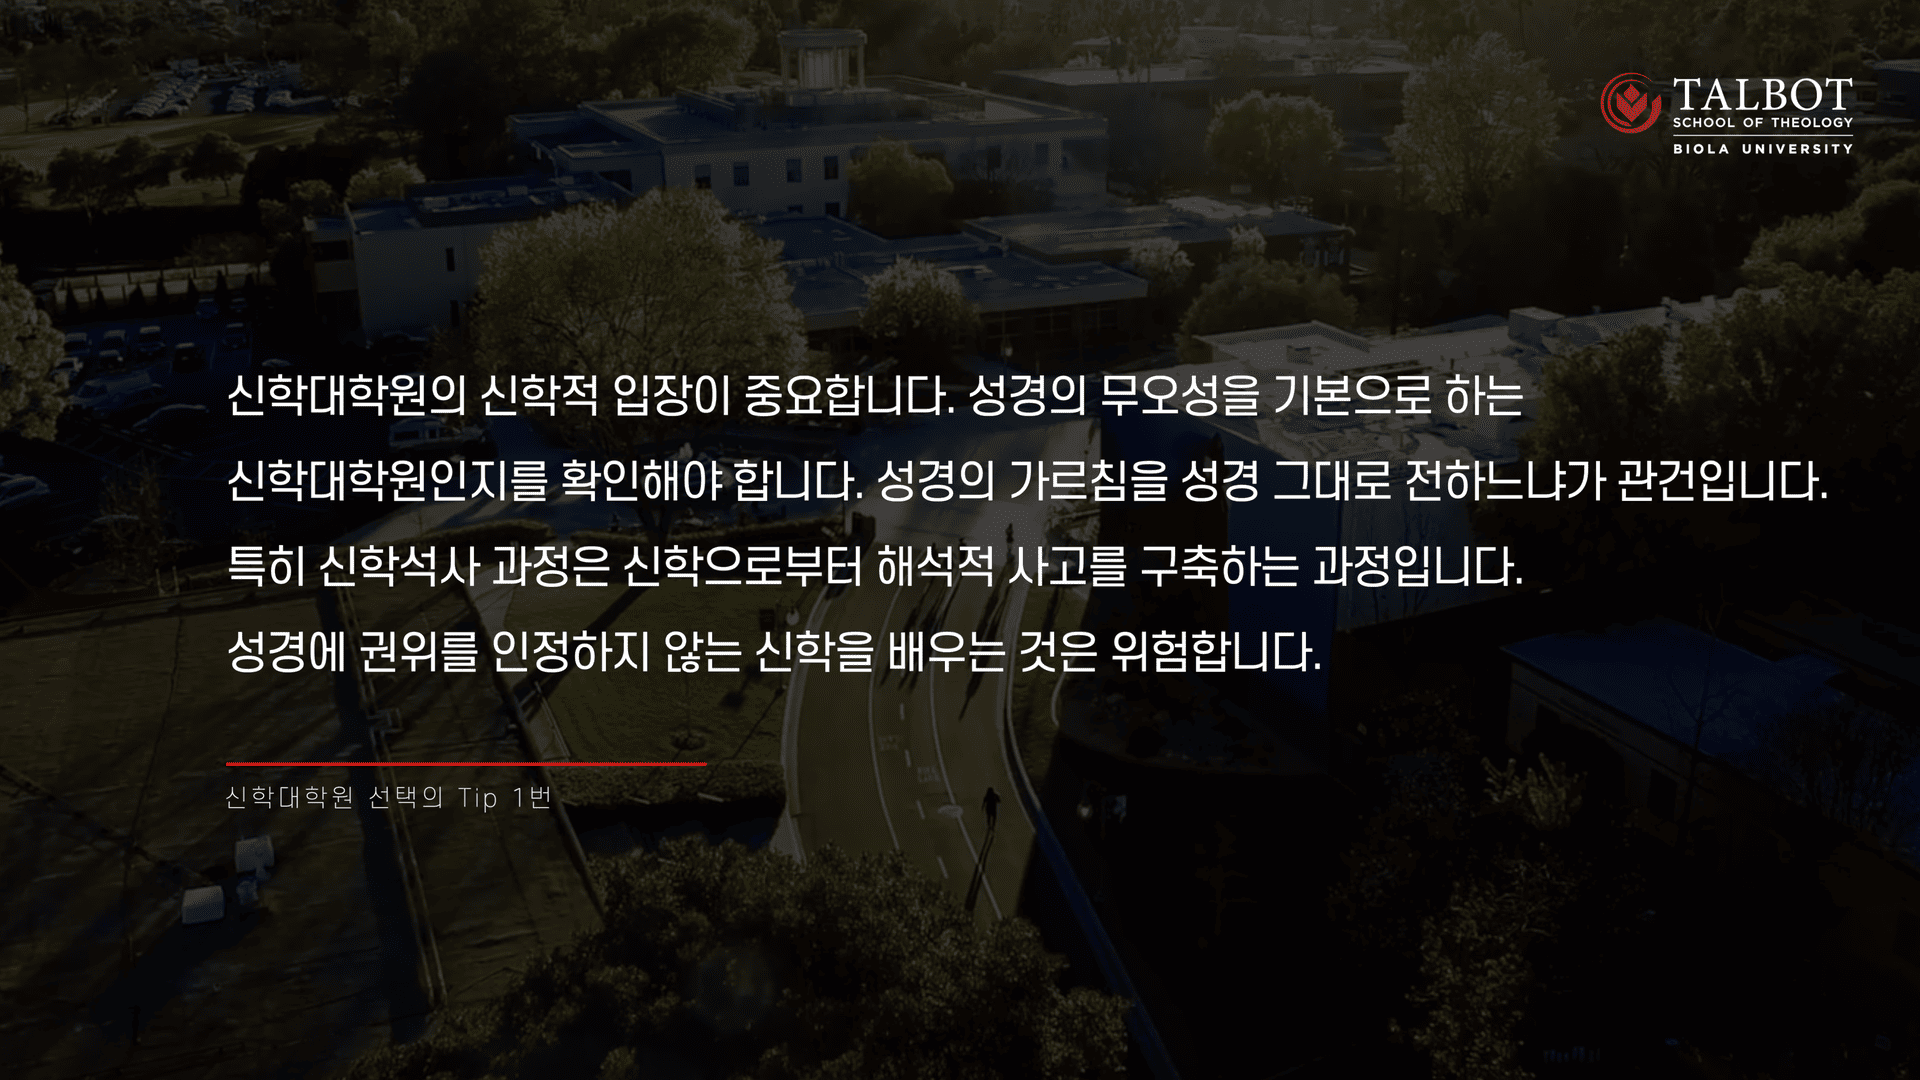 TALBOT
SCHOOL OF THEOLOGY
BIOLA UNIVERSITY
신학대학원의 신학적 입장이 중요합니다. 성경의 무오성을 기본으로 하는
신학대학원인지를 확인해야 합니다. 성경의 가르침을 성경 그대로 전하느냐가 관건입니다.
특히 신학석사 과정은 신학으로부터 해석적 사고를 구축하는 과정입니다.
성경에 권위를 인정하지 않는 신학을 배우는 것은 위험합니다.
신학대학원 선택의 Tip 1번